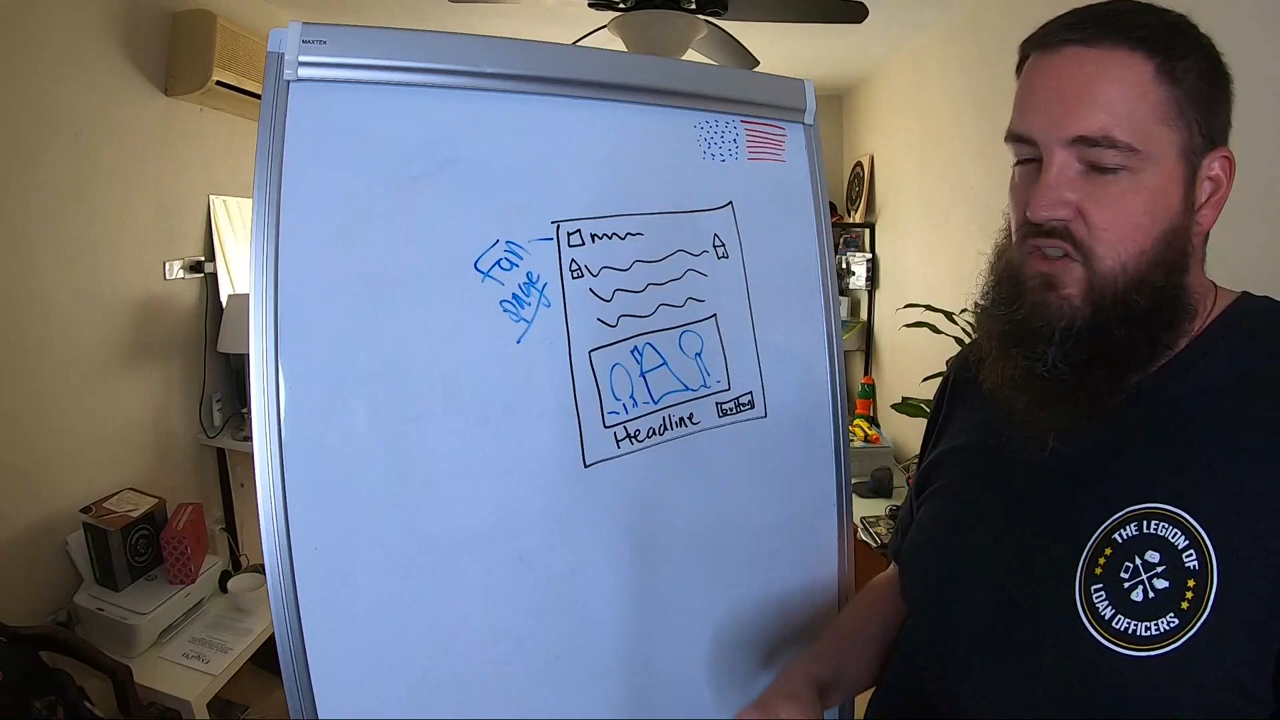 MAXTEK
Fan
page
Headline
button
THE LEGION OF
LOAN OFFICERS